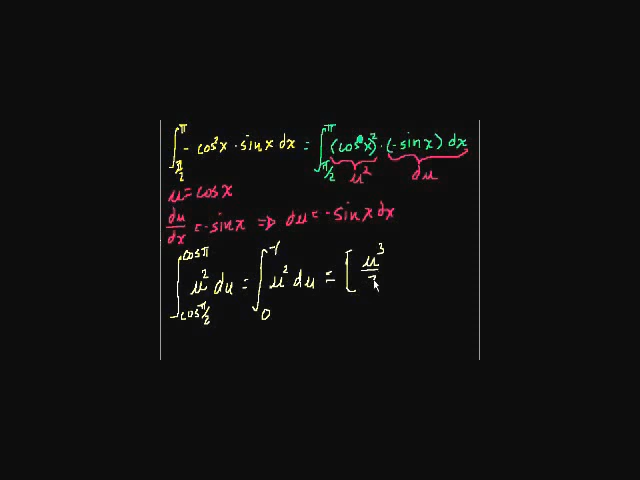 ∫_{π/2}^{π} - cos²x · sin x dx = ∫_{π/2}^{π} (cos x)² · (-sin x) dx
u² du
u = cos x
du/dx = -sin x ⇒ du = -sin x dx
∫_{cos π/2}^{cos π} u² du = ∫_{0}^{-1} u² du = [ u³/3